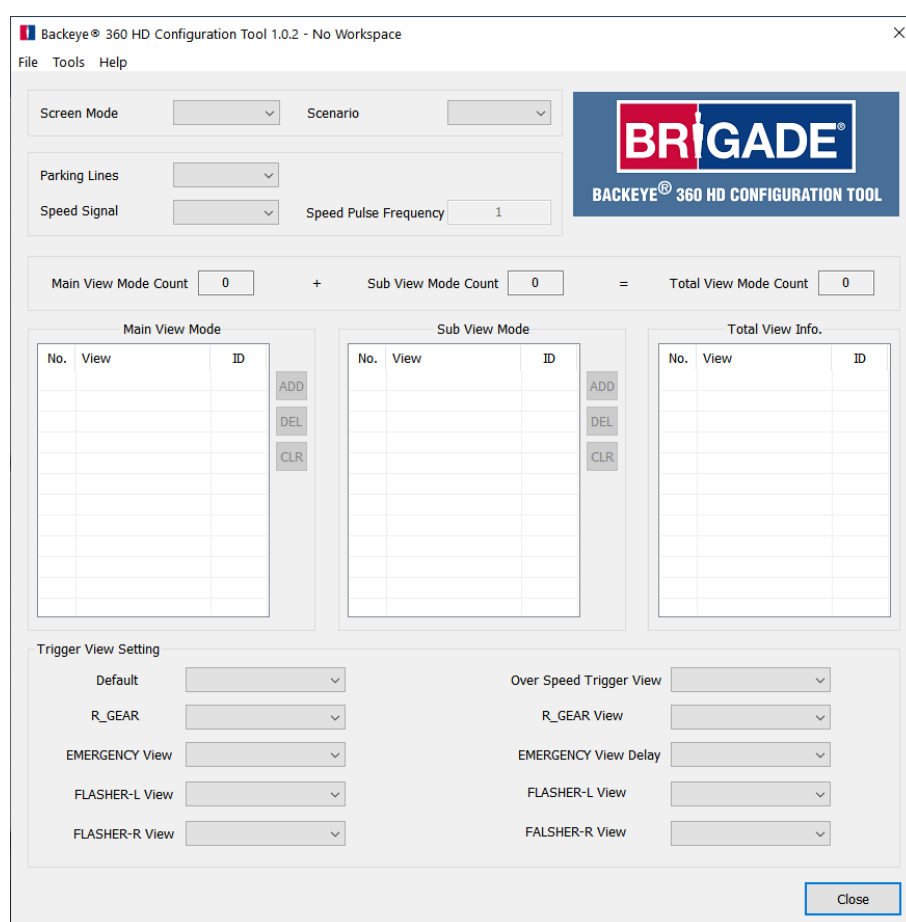 Backeye® 360 HD Configuration Tool 1.0.2 - No Workspace
File Tools Help
Screen Mode Scenario
BRIGADE®
BACKEYE® 360 HD CONFIGURATION TOOL
Parking Lines
Speed Signal Speed Pulse Frequency 1
Main View Mode Count 0 + Sub View Mode Count 0 = Total View Mode Count 0
Main View Mode Sub View Mode Total View Info.
No. View ID No. View ID No. View ID
ADD ADD
DEL DEL
CLR CLR
Trigger View Setting
Default Over Speed Trigger View
R_GEAR R_GEAR View
EMERGENCY View EMERGENCY View Delay
FLASHER-L View FLASHER-L View
FLASHER-R View FALSHER-R View
Close